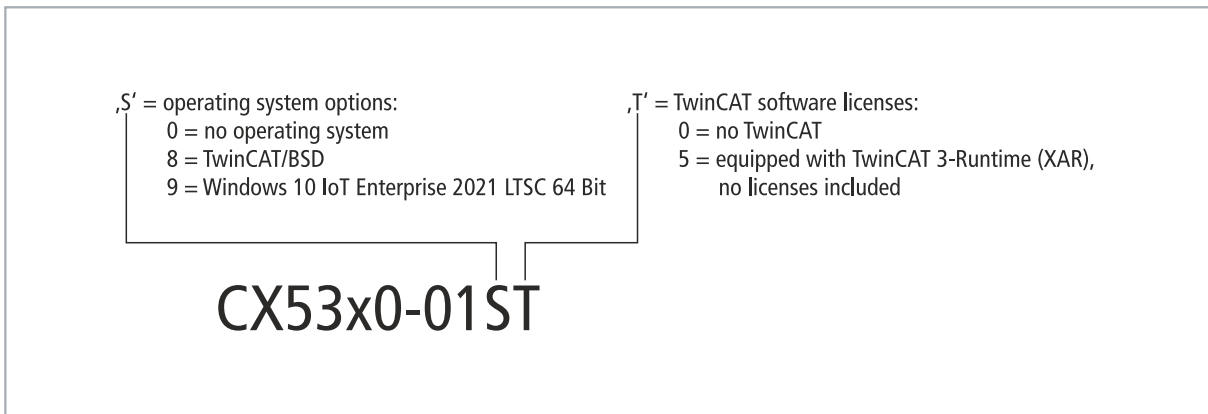 ‚S‘ = operating system options:
0 = no operating system
8 = TwinCAT/BSD
9 = Windows 10 IoT Enterprise 2021 LTSC 64 Bit
‚T‘ = TwinCAT software licenses:
0 = no TwinCAT
5 = equipped with TwinCAT 3-Runtime (XAR),
no licenses included
CX53x0-01ST